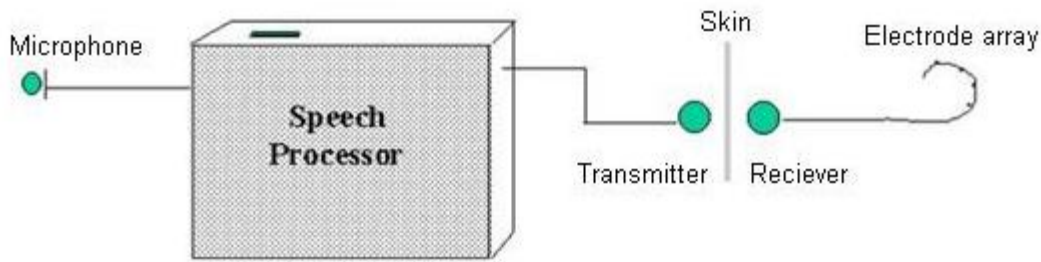 Skin
Microphone
Electrode array
Speech
Processor
Transmitter
Reciever